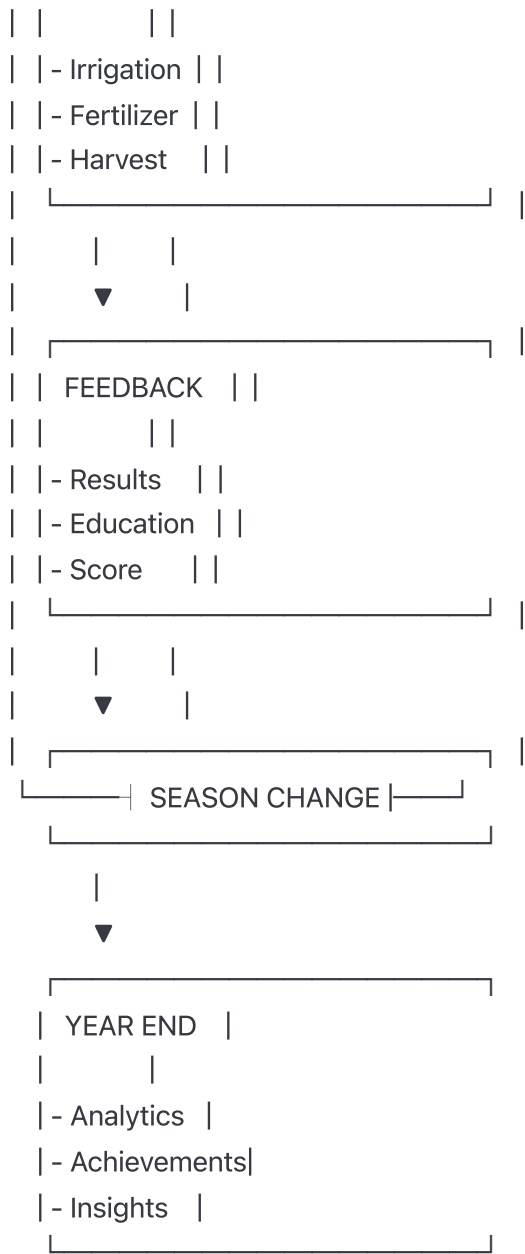 - Irrigation
- Fertilizer
- Harvest
FEEDBACK
- Results
- Education
- Score
SEASON CHANGE
YEAR END
- Analytics
- Achievements
- Insights